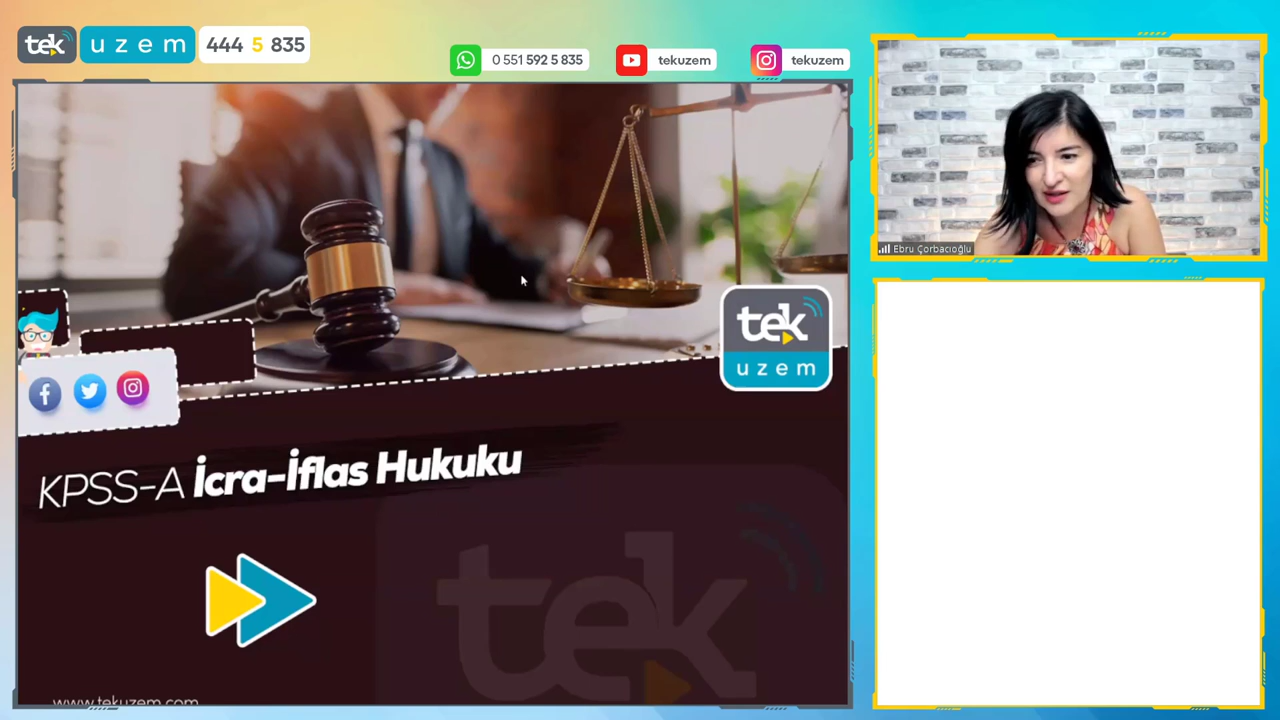 tek uzem 444 5 835
0 551 592 5 835 tekuzem tekuzem
Ebru Çorbacıoğlu
tek
uzem
KPSS-A İcra-İflas Hukuku
tek
www.tekuzem.com